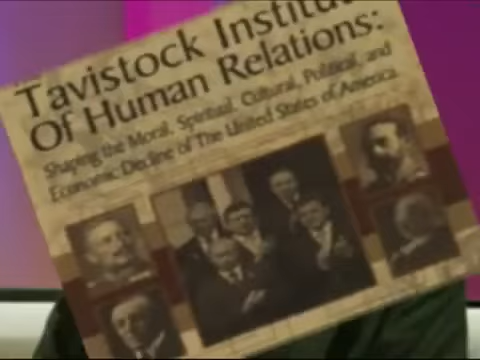 Tavistock Institute
Of Human Relations:
Shaping the Moral, Spiritual, Cultural, Political, and
Economic Decline of The United States of America